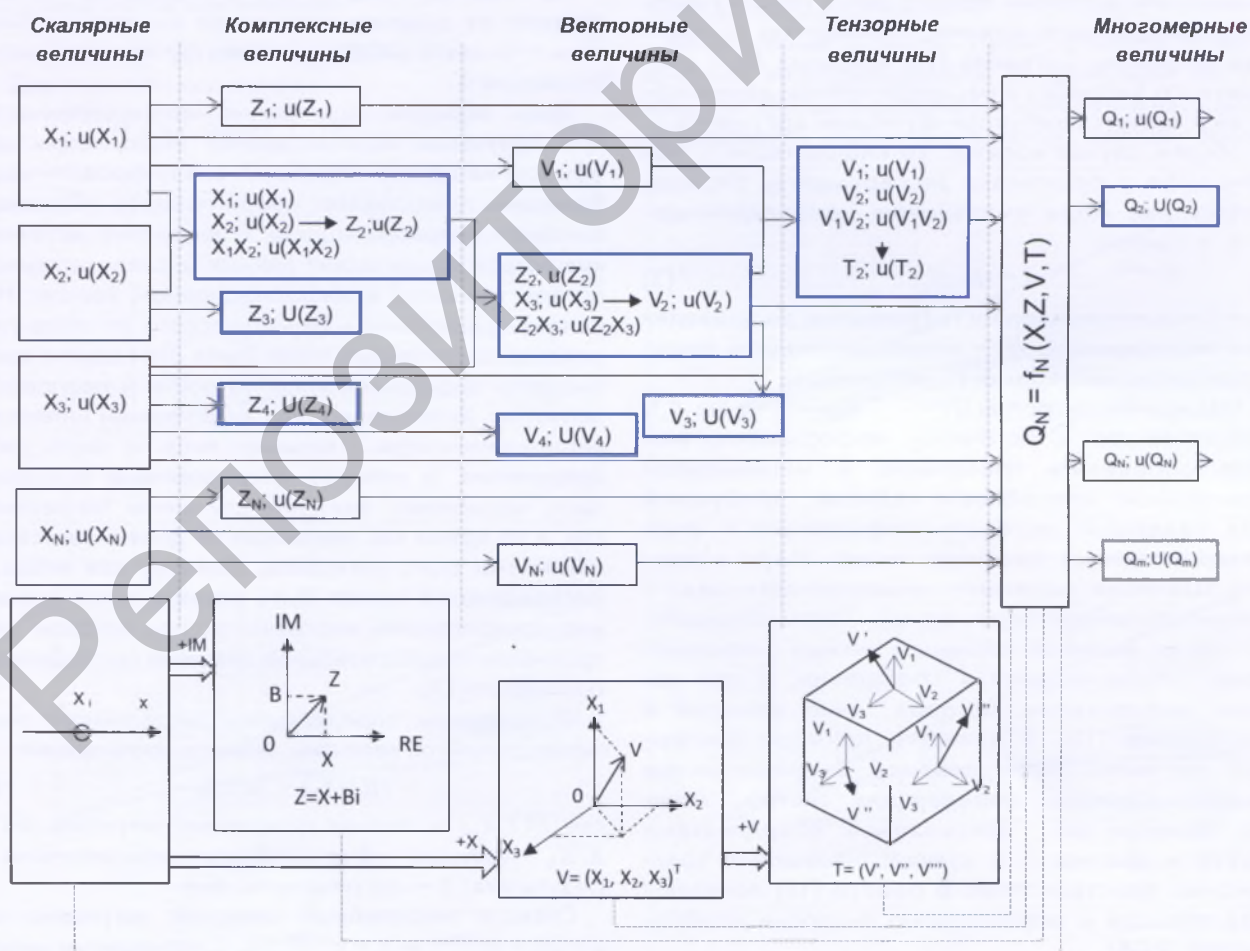 Скалярные величины
Комплексные величины
Векторные величины
Тензорные величины
Многомерные величины
X₁; u(X₁)
X₂; u(X₂)
X₃; u(X₃)
X_N; u(X_N)
Z₁; u(Z₁)
X₁; u(X₁)
X₂; u(X₂) → Z₂; u(Z₂)
X₁X₂; u(X₁X₂)
Z₃; U(Z₃)
Z₄; U(Z₄)
Z_N; u(Z_N)
V₁; u(V₁)
Z₂, u(Z₂)
X₃; u(X₃) → V₂; u(V₂)
Z₂X₃; u(Z₂X₃)
V₃; U(V₃)
V₄; U(V₄)
V_N; u(V_N)
V₁; u(V₁)
V₂; u(V₂)
V₁V₂; u(V₁V₂)
T₂; u(T₂)
Q_N = f_N (X,Z,V,T)
Q₁; u(Q₁)
Q₂; U(Q₂)
Q_N; u(Q_N)
Q_m; U(Q_m)
X₁ x
+IM
IM
B Z
0 RE
X
Z=X+Bi
+X
X₁
V
0 X₂
X₃
V= (X₁, X₂, X₃)ᵀ
+V
V'
V₁
V₂
V₃
V₁ V₁
V₃ V₂ V₂
V₃
V''
T= (V', V'', V''')
Репозитори